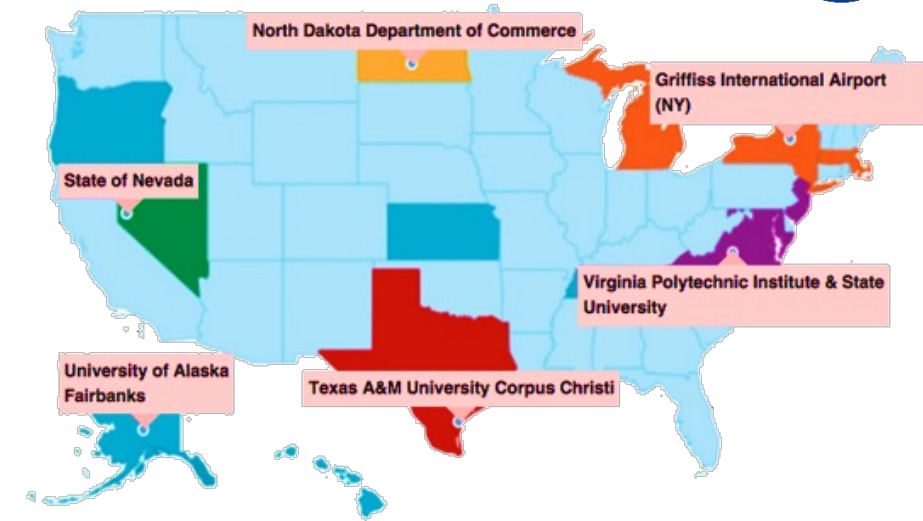 North Dakota Department of Commerce
Griffiss International Airport
(NY)
State of Nevada
Virginia Polytechnic Institute & State
University
University of Alaska
Fairbanks
Texas A&M University Corpus Christi